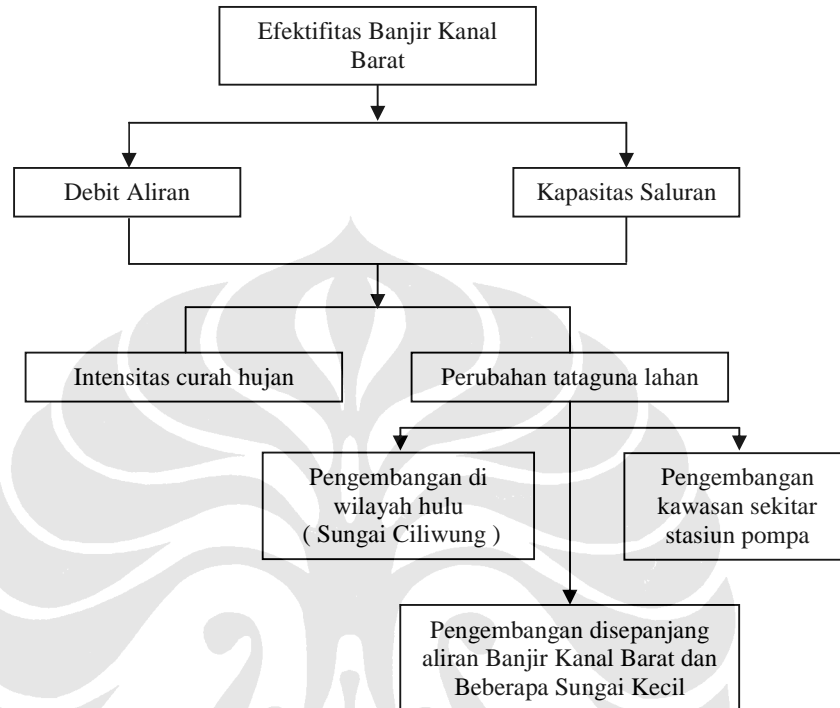 Efektifitas Banjir Kanal
Barat
Debit Aliran
Kapasitas Saluran
Intensitas curah hujan
Perubahan tataguna lahan
Pengembangan di
wilayah hulu
( Sungai Ciliwung )
Pengembangan
kawasan sekitar
stasiun pompa
Pengembangan disepanjang
aliran Banjir Kanal Barat dan
Beberapa Sungai Kecil